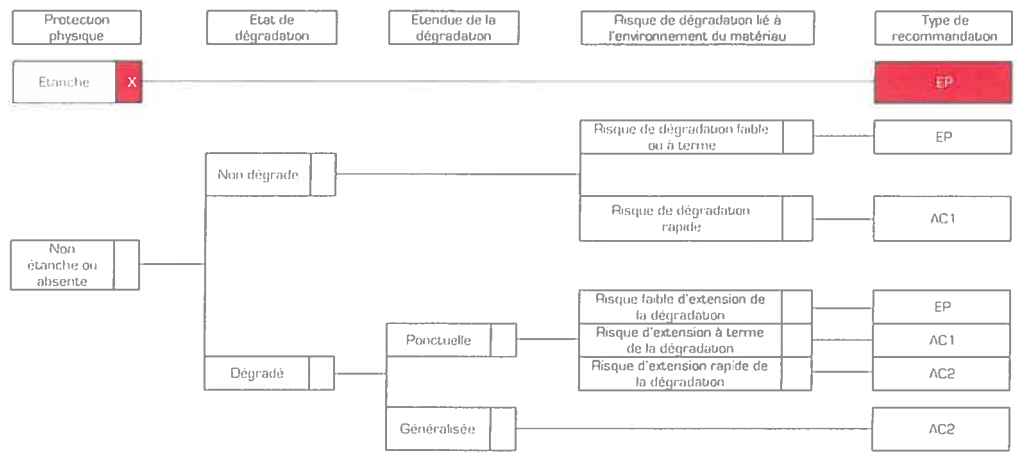 Protection
physique
Etat de
dégradation
Etendue de la
dégradation
Risque de dégradation lié à
l'environnement du matériau
Type de
recommandation
Etanche
X
EP
Risque de dégradation faible
ou à terme
EP
Non dégradé
Risque de dégradation
rapide
AC1
Non
étanche ou
absente
Risque faible d'extension de
la dégradation
EP
Ponctuelle
Risque d'extension à terme
de la dégradation
AC1
Dégradé
Risque d'extension rapide de
la dégradation
AC2
Généralisée
AC2